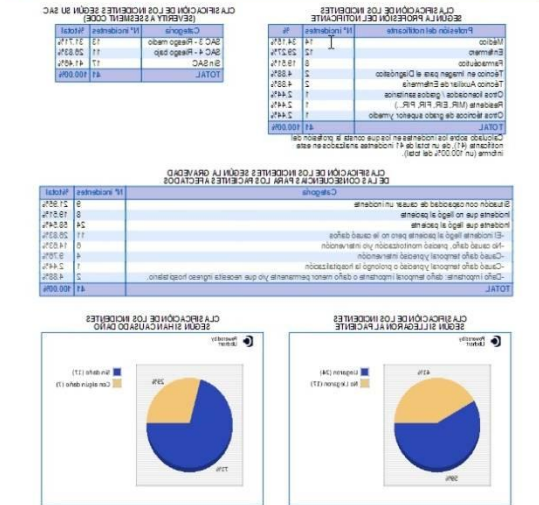 CLASIFICACIÓN DE LOS INCIDENTES
SEGÚN LA PROFESIÓN DEL NOTIFICANTE
Profesión del notificante Nº incidentes %
Médico 14 34.15%
Enfermero 12 29.27%
Farmacéutico 8 19.51%
Técnico en Imagen para el Diagnóstico 2 4.88%
Técnico Auxiliar de Enfermería 2 4.88%
Otros licenciados / grados sanitarios 1 2.44%
Residente (MIR, EIR, FIR, PIR...) 1 2.44%
Otros técnicos de grado superior y medio 1 2.44%
TOTAL 41 100.00%
Calculado sobre los incidentes en los que consta la profesión del
notificante (41), de un total de 41 incidentes analizados en este
informe (un 100.00% del total).
CLASIFICACIÓN DE LOS INCIDENTES SEGÚN SU SAC
(SEVERITY ASSESSMENT CODE)
Categoría Nº incidentes %total
SAC 3 - Riesgo medio 13 31.71%
SAC 4 - Riesgo bajo 11 26.83%
Sin SAC 17 41.46%
TOTAL 41 100.00%
CLASIFICACIÓN DE LOS INCIDENTES SEGÚN LA GRAVEDAD
DE LAS CONSECUENCIAS PARA LOS PACIENTES AFECTADOS
Categoría Nº incidentes %total
Situación con capacidad de causar un incidente 9 21.95%
Incidente que no llegó al paciente 8 19.51%
Incidente que llegó al paciente 24 58.54%
-El incidente llegó al paciente pero no le causó daños 11 26.83%
-No causó daño, precisó monitorización y/o intervención 6 14.63%
-Causó daño temporal y precisó intervención 4 9.76%
-Causó daño temporal y precisó o prolongó la hospitalización 1 2.44%
-Daño importante: daño temporal importante o daño menor permanente y/o que necesita ingreso hospitalario. 2 4.88%
TOTAL 41 100.00%
CLASIFICACIÓN DE LOS INCIDENTES
SEGÚN SI LLEGARON AL PACIENTE
Powered by
Llegaron (24)
No Llegaron (17)
41%
59%
CLASIFICACIÓN DE LOS INCIDENTES
SEGÚN SI HAN CAUSADO DAÑO
Powered by
Sin daño (17)
Con algún daño (7)
29%
71%